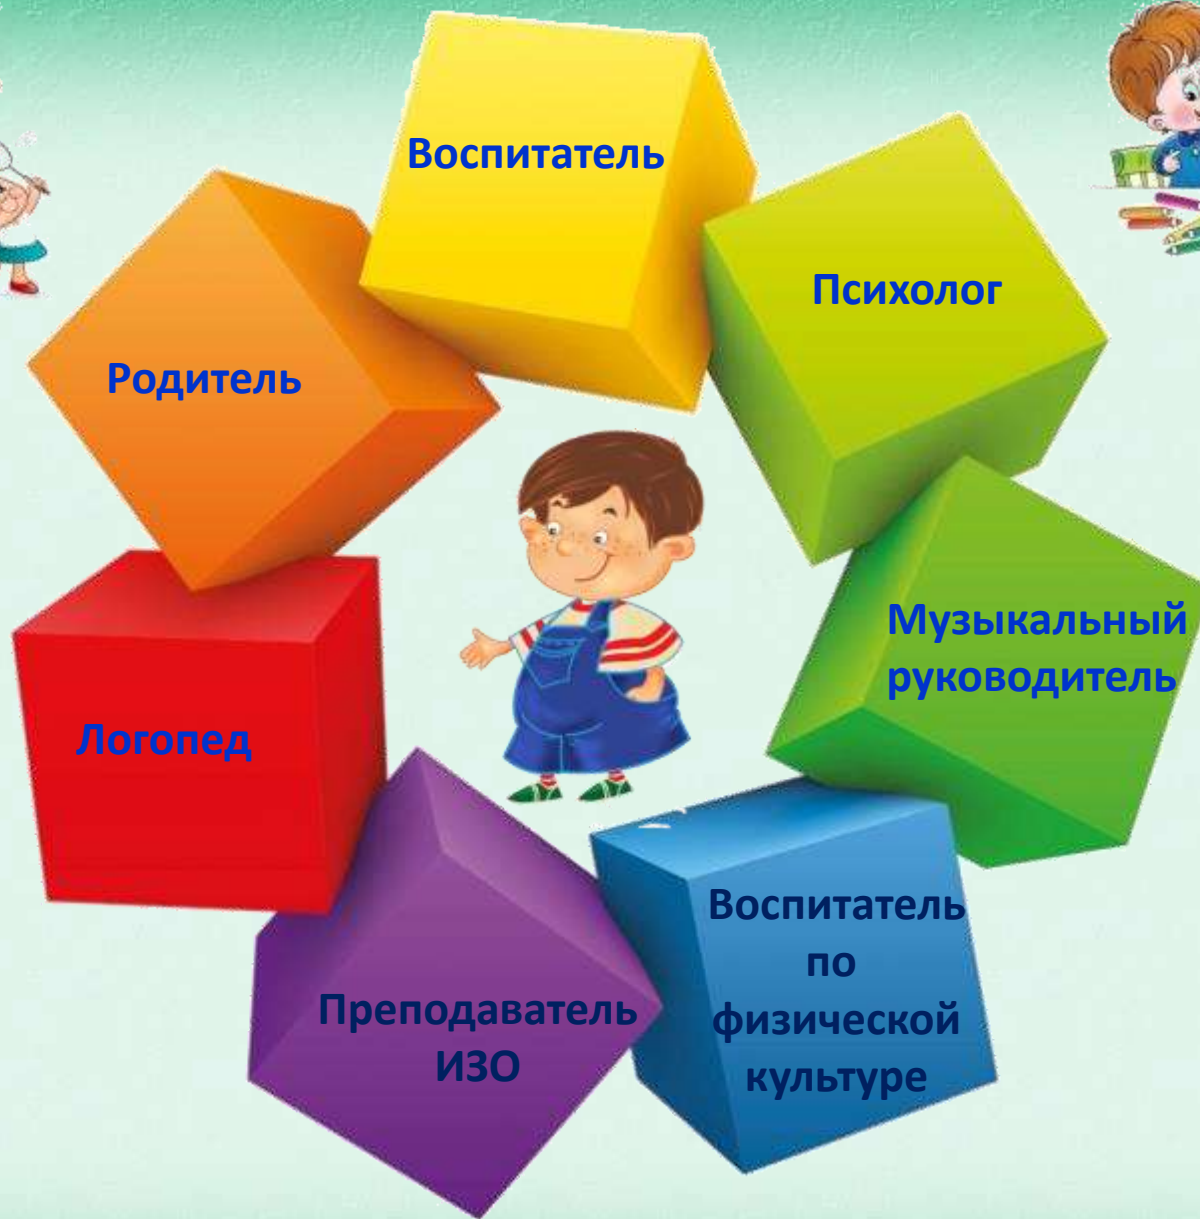 Воспитатель
Психолог
Родитель
Музыкальный
руководитель
Логопед
Воспитатель
по
физической
культуре
Преподаватель
ИЗО